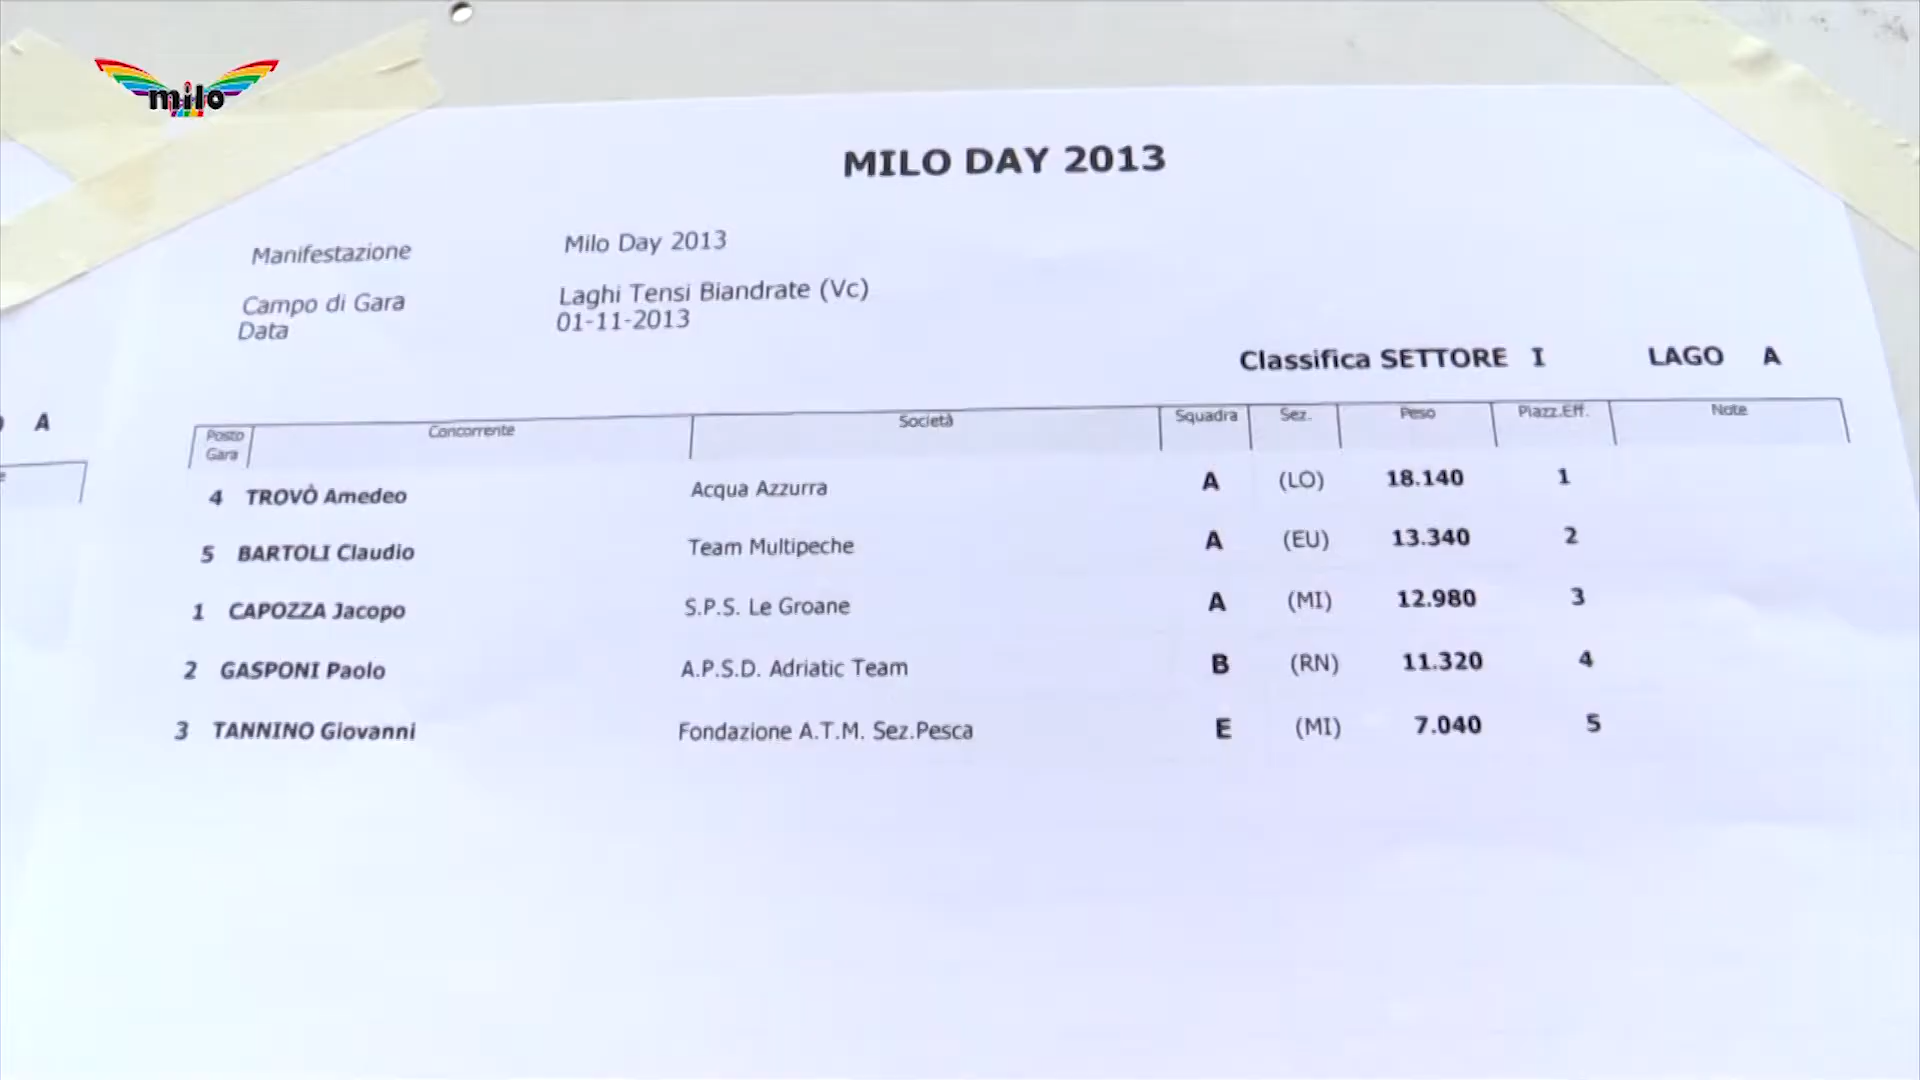 milo
MILO DAY 2013
Manifestazione Milo Day 2013
Campo di Gara Laghi Tensi Biandrate (Vc)
Data 01-11-2013
Classifica SETTORE I LAGO A
A
Posto Gara Concorrente Società Squadra Sez. Peso Piazz.Eff. Note
4 TROVÒ Amedeo Acqua Azzurra A (LO) 18.140 1
5 BARTOLI Claudio Team Multipeche A (EU) 13.340 2
1 CAPOZZA Jacopo S.P.S. Le Groane A (MI) 12.980 3
2 GASPONI Paolo A.P.S.D. Adriatic Team B (RN) 11.320 4
3 TANNINO Giovanni Fondazione A.T.M. Sez.Pesca E (MI) 7.040 5